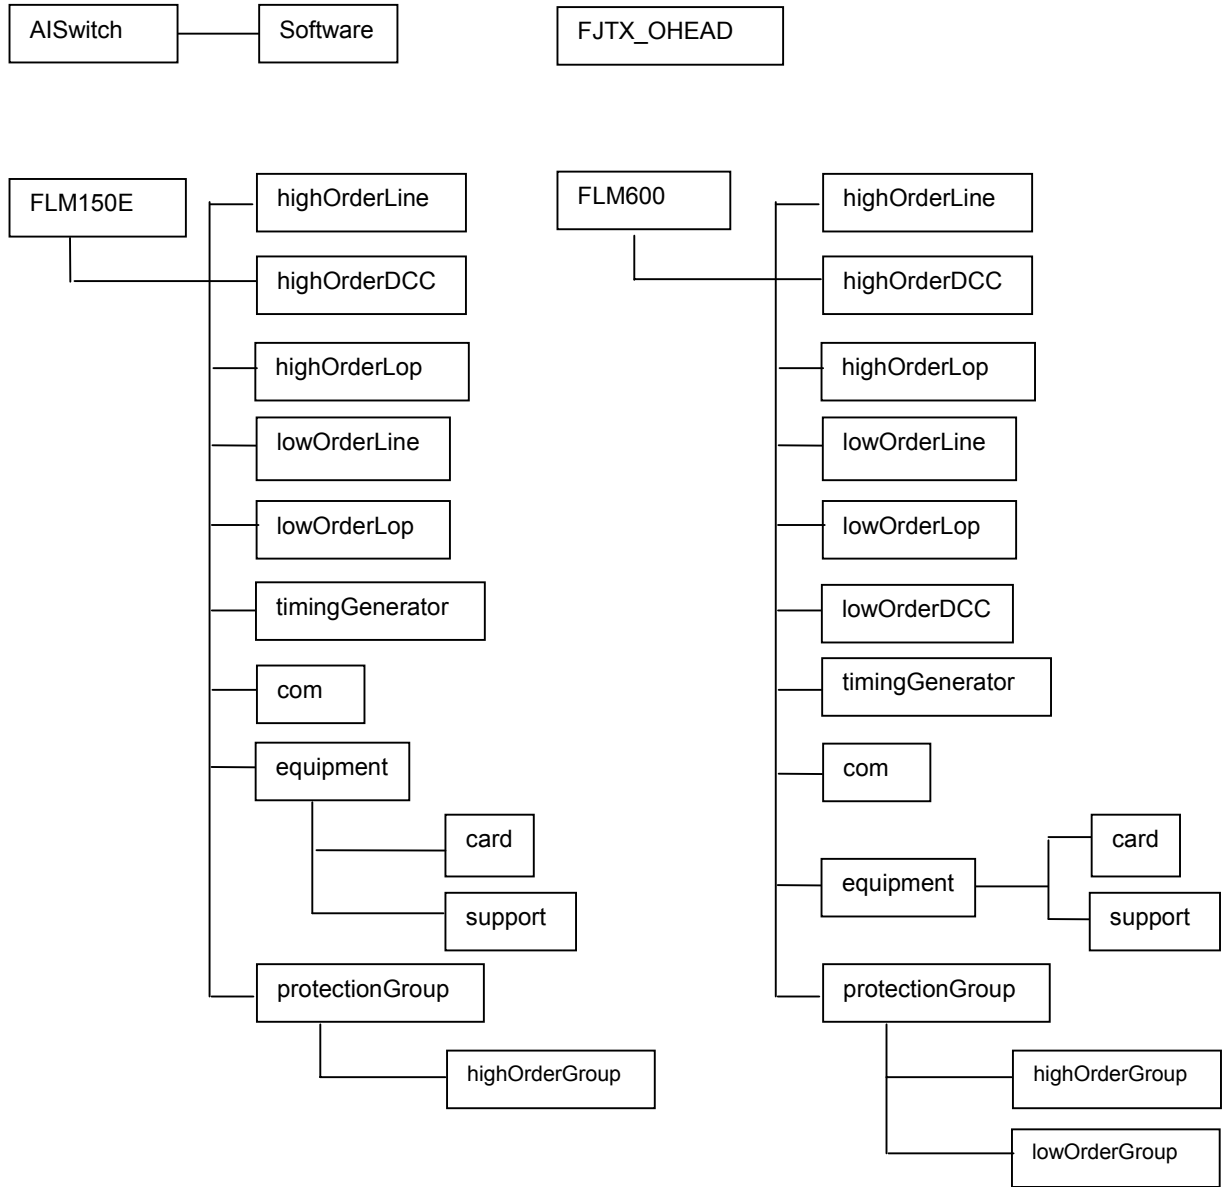 AISwitch
Software
FJTX_OHEAD
FLM150E
highOrderLine
highOrderDCC
highOrderLop
lowOrderLine
lowOrderLop
timingGenerator
com
equipment
card
support
protectionGroup
highOrderGroup
FLM600
highOrderLine
highOrderDCC
highOrderLop
lowOrderLine
lowOrderLop
lowOrderDCC
timingGenerator
com
equipment
card
support
protectionGroup
highOrderGroup
lowOrderGroup